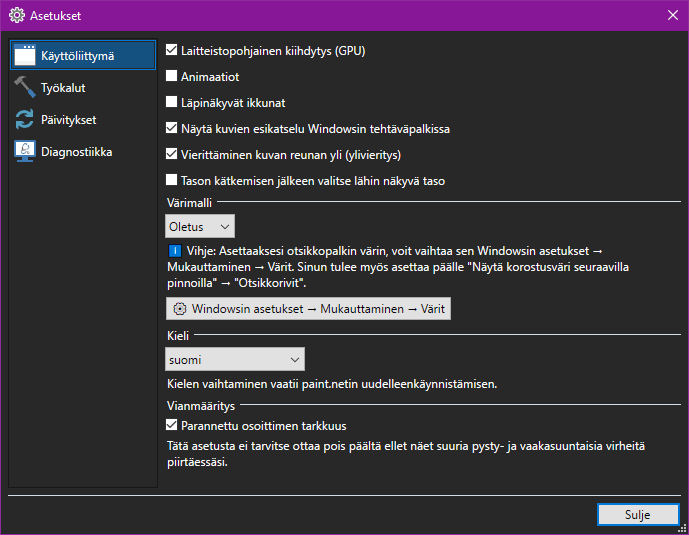 Asetukset
Käyttöliittymä
Työkalut
Päivitykset
Diagnostiikka
Laitteistopohjainen kiihdytys (GPU)
Animaatiot
Läpinäkyvät ikkunat
Näytä kuvien esikatselu Windowsin tehtäväpalkissa
Vierittäminen kuvan reunan yli (ylivieritys)
Tason kätkemisen jälkeen valitse lähin näkyvä taso
Värimalli
Oletus
Vihje: Asettaaksesi otsikkopalkin värin, voit vaihtaa sen Windowsin asetukset →
Mukauttaminen → Värit. Sinun tulee myös asettaa päälle "Näytä korostusväri seuraavilla
pinnoilla" → "Otsikkorivit".
Windowsin asetukset → Mukauttaminen → Värit
Kieli
suomi
Kielen vaihtaminen vaatii paint.netin uudelleenkäynnistämisen.
Vianmääritys
Parannettu osoittimen tarkkuus
Tätä asetusta ei tarvitse ottaa pois päältä ellet näet suuria pysty- ja vaakasuuntaisia virheitä
piirtäessäsi.
Sulje